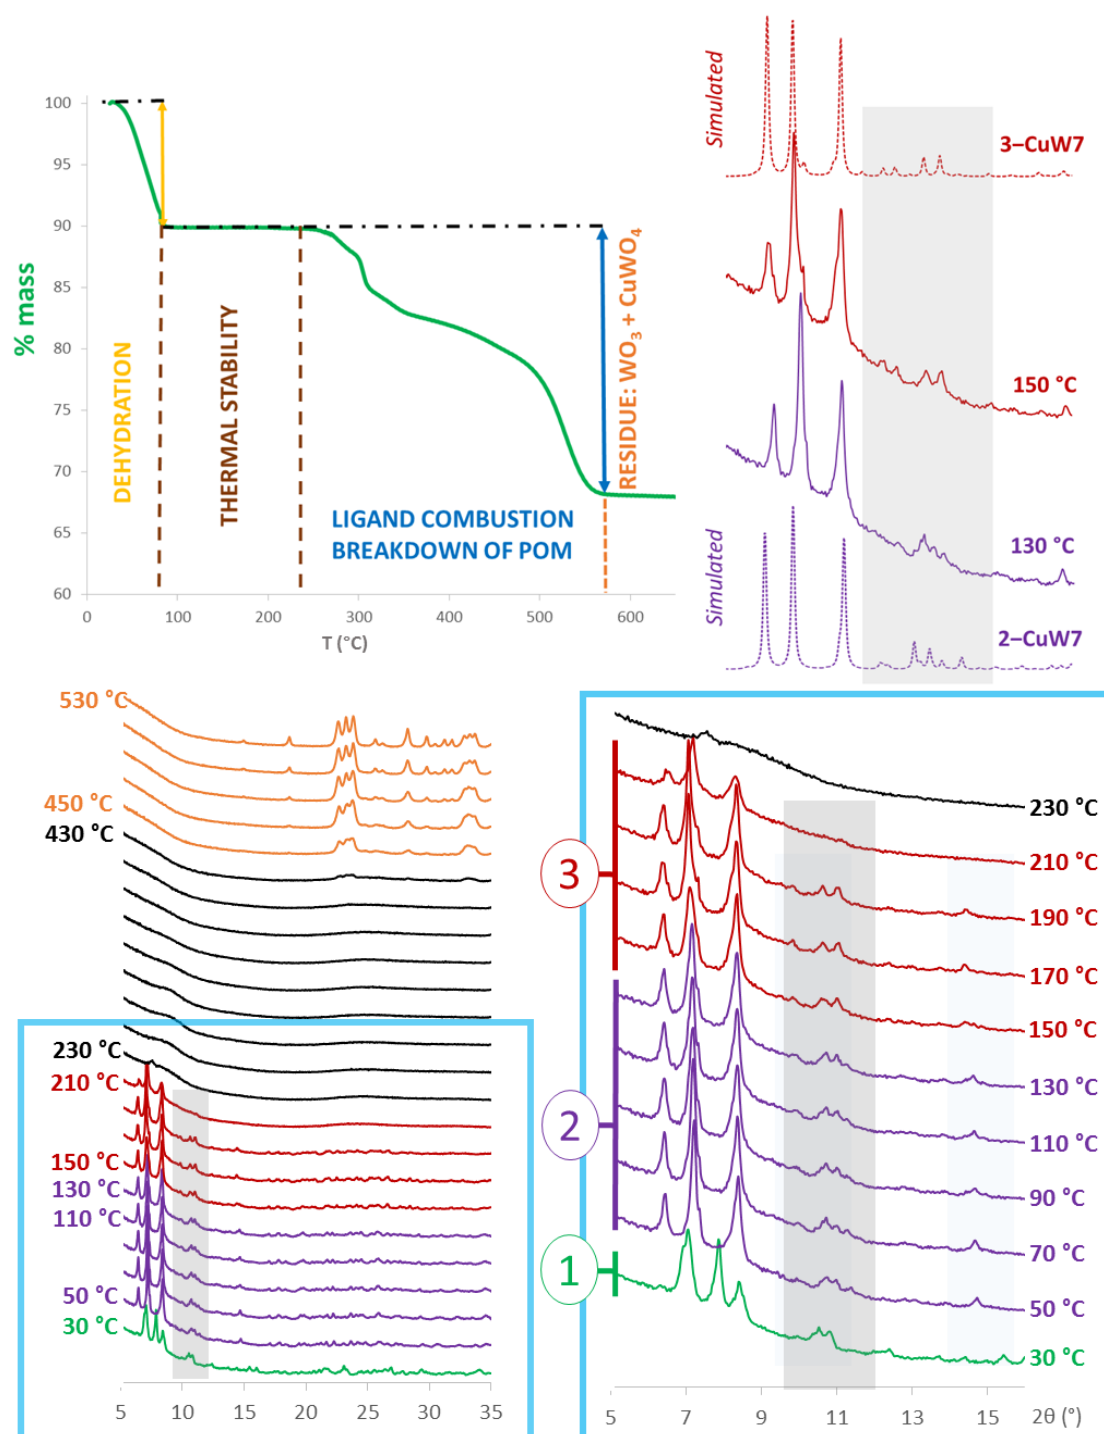 100
95
90
85
80
75
70
65
60
% mass
DEHYDRATION
THERMAL STABILITY
LIGAND COMBUSTION
BREAKDOWN OF POM
RESIDUE: WO₃ + CuWO₄
0
100
200
300
400
500
600
T (°C)
Simulated
3–CuW7
150 °C
130 °C
Simulated
2–CuW7
530 °C
450 °C
430 °C
230 °C
210 °C
150 °C
130 °C
110 °C
50 °C
30 °C
5
10
15
20
25
30
35
3
2
1
230 °C
210 °C
190 °C
170 °C
150 °C
130 °C
110 °C
90 °C
70 °C
50 °C
30 °C
5
7
9
11
13
15
2θ (°)